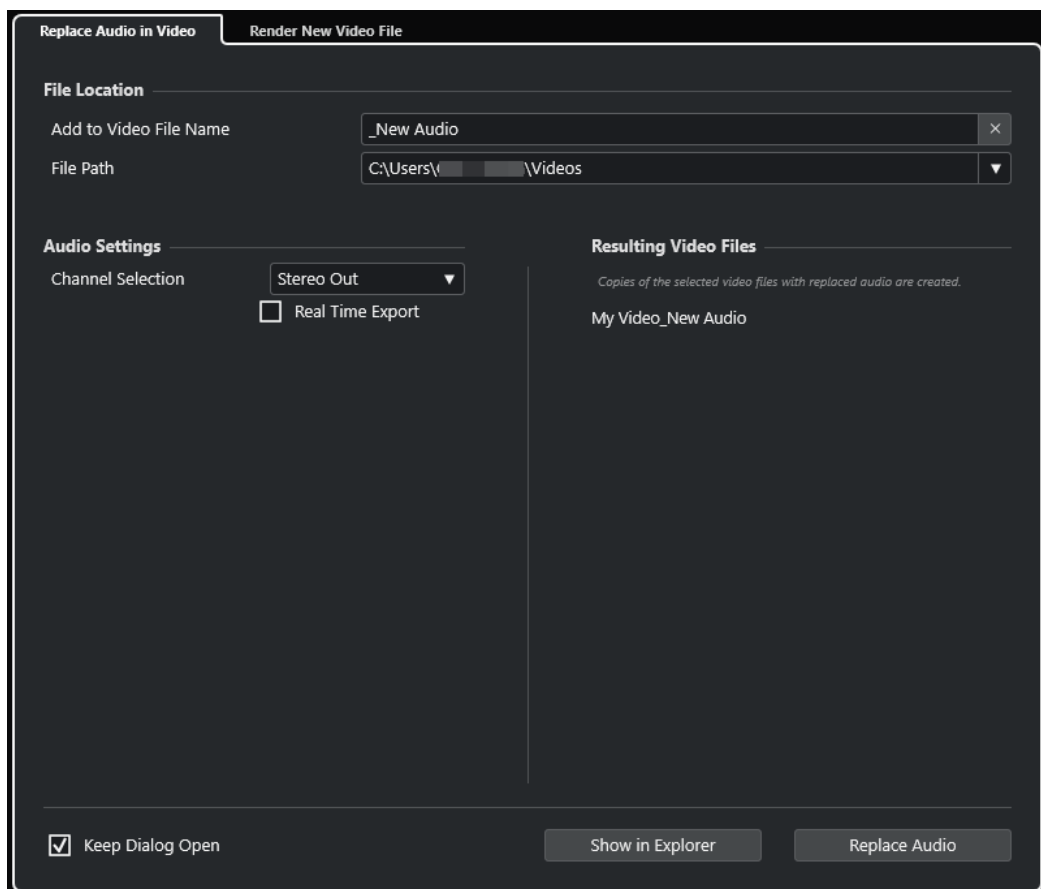 Replace Audio in Video
Render New Video File
File Location
Add to Video File Name
_New Audio
File Path
C:\Users\ \Videos
Audio Settings
Channel Selection
Stereo Out
Real Time Export
Resulting Video Files
Copies of the selected video files with replaced audio are created.
My Video_New Audio
Keep Dialog Open
Show in Explorer
Replace Audio